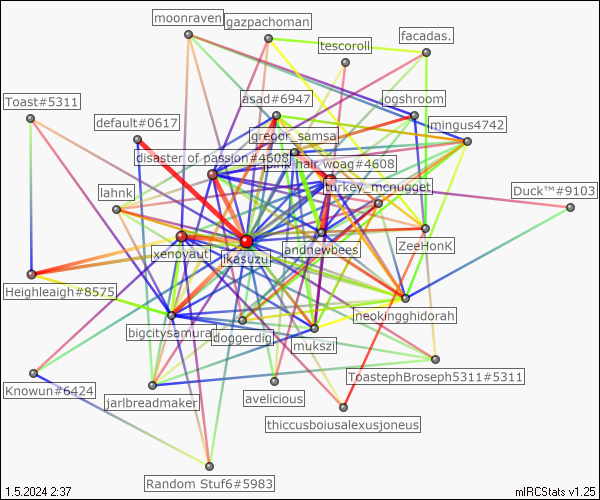 moonraven
gazpachoman
facadas.
tescoroll
Toast#5311
asad#6947
ogshroom
default#0617
gregor_samsa
mingus4742
disaster of passion#4608
pink hair woag#4608
lahnk
turkey_mcnugget
Duck™#9103
xenoyaut
ikasuzu
andnewbees
ZeeHonK
Heighleaigh#8575
neokingghidorah
bigcitysamurai
doggerdig
mukszi
ToastephBroseph5311#5311
Knowun#6424
jarlbreadmaker
avelicious
thiccusboiusalexusjoneus
Random Stuf6#5983
1.5.2024 2:37
mIRCStats v1.25